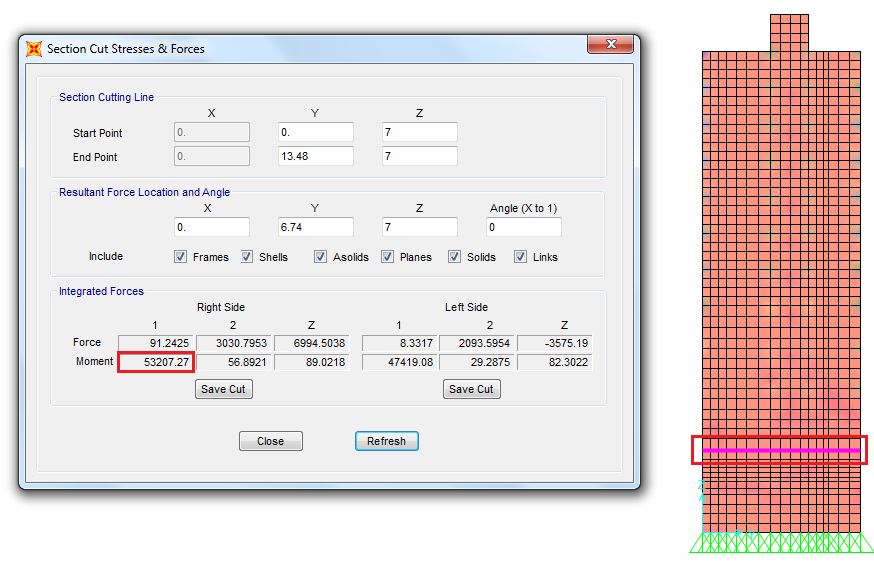 Section Cut Stresses & Forces
Section Cutting Line
X Y Z
Start Point 0. 0. 7
End Point 0. 13.48 7
Resultant Force Location and Angle
X Y Z Angle (X to 1)
0. 6.74 7 0
Include Frames Shells Asolids Planes Solids Links
Integrated Forces
Right Side Left Side
1 2 Z 1 2 Z
Force 91.2425 3030.7953 6994.5038 8.3317 2093.5954 -3575.19
Moment 53207.27 56.8921 89.0218 47419.08 29.2875 82.3022
Save Cut Save Cut
Close Refresh
Z
Y